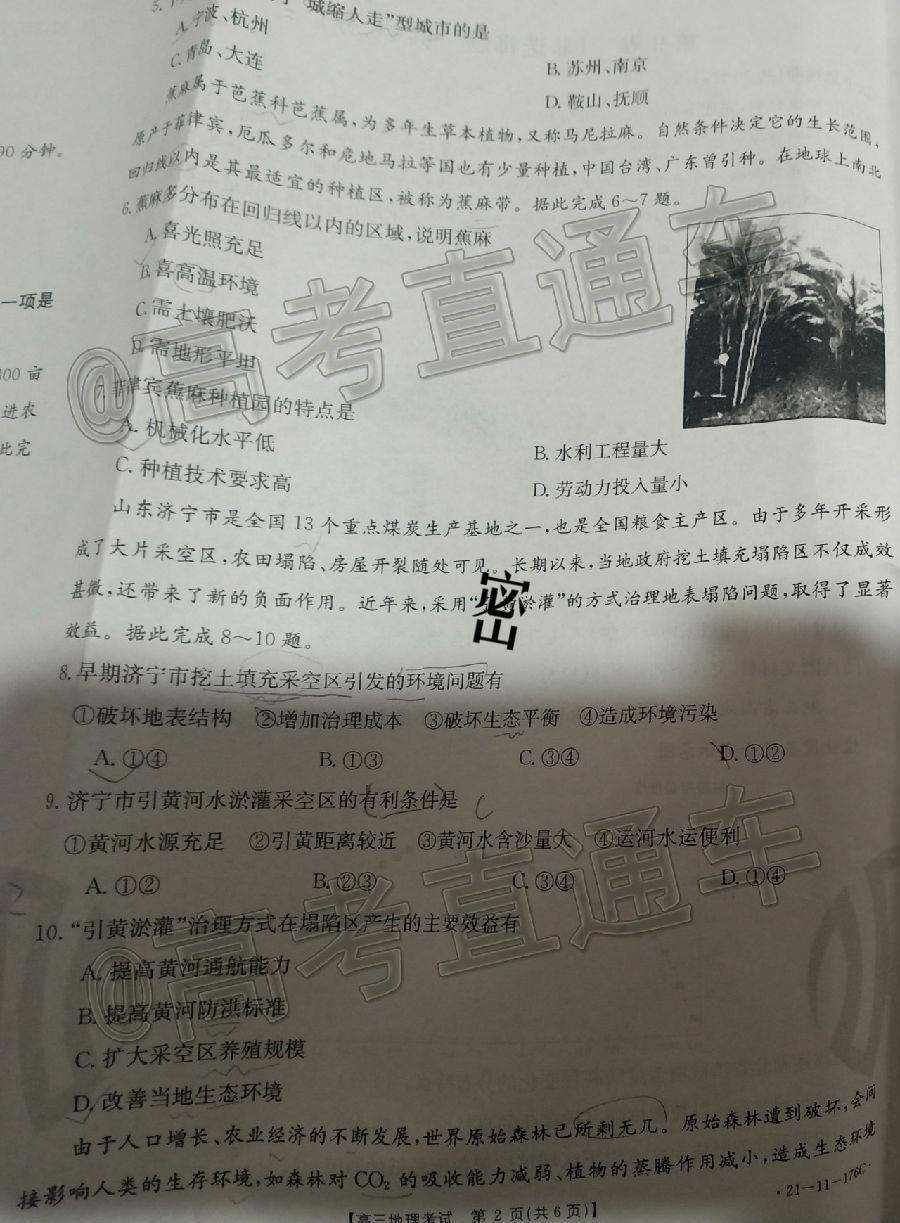 “城缩人走”型城市的是
A.宁波、杭州
B.苏州、南京
C.青岛、大连
D.鞍山、抚顺
蕉麻属于芭蕉科芭蕉属,为多年生草本植物,又称马尼拉麻。自然条件决定它的生长范围,
原产于菲律宾,厄瓜多尔和危地马拉等国也有少量种植,中国台湾、广东曾引种。在地球上南北
回归线以内是其最适宜的种植区,被称为蕉麻带。据此完成6~7题。
6.蕉麻多分布在回归线以内的区域,说明蕉麻
A.喜光照充足
B.喜高温环境
C.需土壤肥沃
D.需地形平坦
7.菲律宾蕉麻种植园的特点是
A.机械化水平低
B.水利工程量大
C.种植技术要求高
D.劳动力投入量小
山东济宁市是全国13个重点煤炭生产基地之一,也是全国粮食主产区。由于多年开采形
成了大片采空区,农田塌陷、房屋开裂随处可见。长期以来,当地政府挖土填充塌陷区不仅成效
甚微,还带来了新的负面作用。近年来,采用“引黄淤灌”的方式治理地表塌陷问题,取得了显著
效益。据此完成8~10题。
密
8.早期济宁市挖土填充采空区引发的环境问题有
①破坏地表结构 ②增加治理成本 ③破坏生态平衡 ④造成环境污染
A.①④ B.①③ C.③④ D.①②
9.济宁市引黄河水淤灌采空区的有利条件是
①黄河水源充足 ②引黄距离较近 ③黄河水含沙量大 ④运河水运便利
A.①② B.②③ C.③④ D.①④
10.“引黄淤灌”治理方式在塌陷区产生的主要效益有
A.提高黄河通航能力
B.提高黄河防洪标准
C.扩大采空区养殖规模
D.改善当地生态环境
由于人口增长、农业经济的不断发展,世界原始森林已所剩无几。原始森林遭到破坏,会间
接影响人类的生存环境,如森林对CO₂的吸收能力减弱、植物的蒸腾作用减小,造成生态环境
【高三地理考试 第2页(共6页)】
·21-11-176C·
90分钟。
一项是
300亩
进农
此完
@高考直通车
@高考直通车